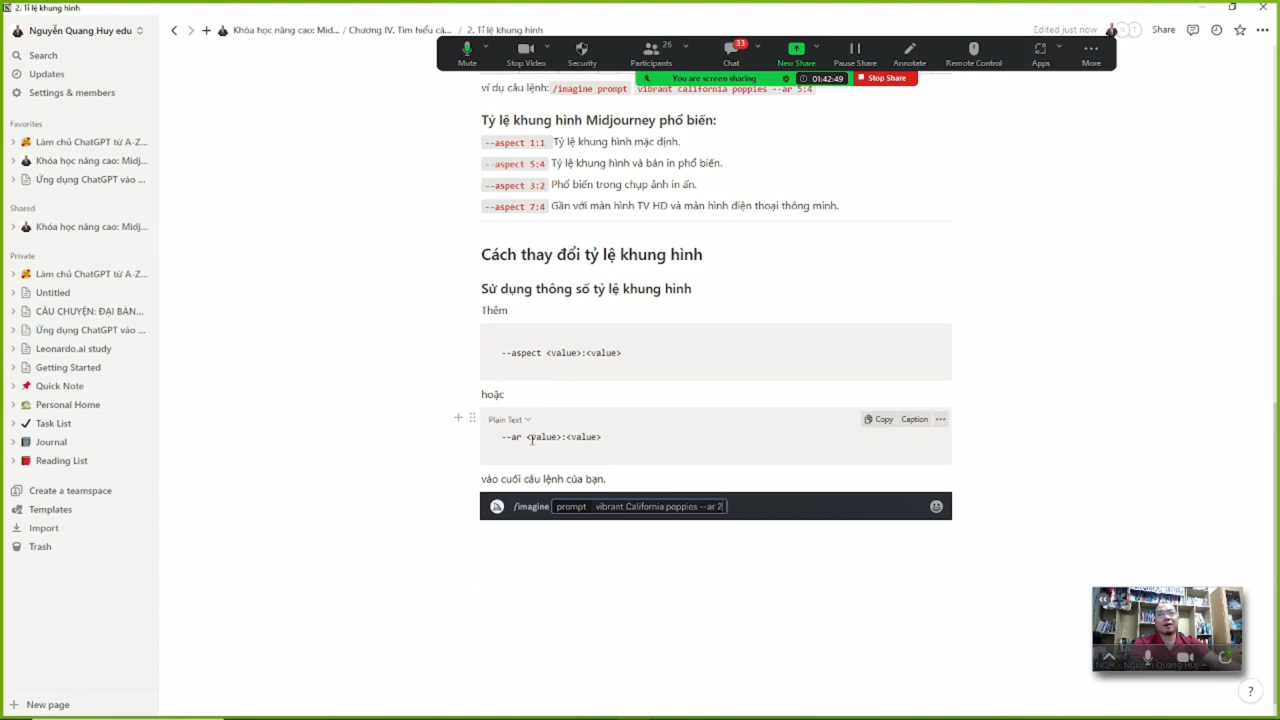 2. Tỉ lệ khung hình
Nguyễn Quang Huy edu
Khóa học nâng cao: Mid... / Chương IV. Tìm hiểu cá... / 2. Tỉ lệ khung hình
Edited just now
Share
Search
Updates
Settings & members
Favorites
Làm chủ ChatGPT từ A-Z...
Khóa học nâng cao: Midj...
Ứng dụng ChatGPT vào ...
Shared
Khóa học nâng cao: Midj...
Private
Làm chủ ChatGPT từ A-Z...
Untitled
CÂU CHUYỆN: ĐẠI BÀN...
Ứng dụng ChatGPT vào ...
Leonardo.ai study
Getting Started
Quick Note
Personal Home
Task List
Journal
Reading List
Create a teamspace
Templates
Import
Trash
New page
Mute
Stop Video
Security
26
Participants
33
Chat
New Share
Pause Share
Annotate
Remote Control
Apps
More
You are screen sharing
01:42:49
Stop Share
ví dụ câu lệnh: /imagine prompt vibrant california poppies --ar 5:4
Tỷ lệ khung hình Midjourney phổ biến:
--aspect 1:1 Tỷ lệ khung hình mặc định.
--aspect 5:4 Tỷ lệ khung hình và bản in phổ biến.
--aspect 3:2 Phổ biến trong chụp ảnh in ấn.
--aspect 7:4 Gần với màn hình TV HD và màn hình điện thoại thông minh.
Cách thay đổi tỷ lệ khung hình
Sử dụng thông số tỷ lệ khung hình
Thêm
--aspect <value>:<value>
hoặc
Plain Text
Copy
Caption
--ar <value>:<value>
vào cuối câu lệnh của bạn.
/imagine prompt vibrant California poppies --ar 2
NQH - Nguyễn Quang Huy
?